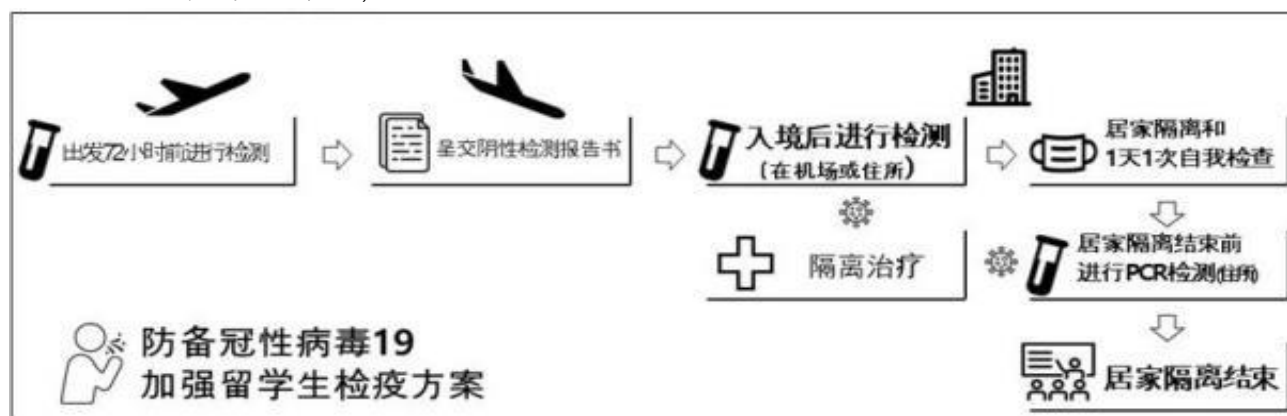 出发72小时前进行检测
呈交阴性检测报告书
入境后进行检测
(在机场或住所)
居家隔离和
1天1次自我检查
居家隔离结束前
进行PCR检测(住所)
隔离治疗
居家隔离结束
防备冠性病毒19
加强留学生检疫方案